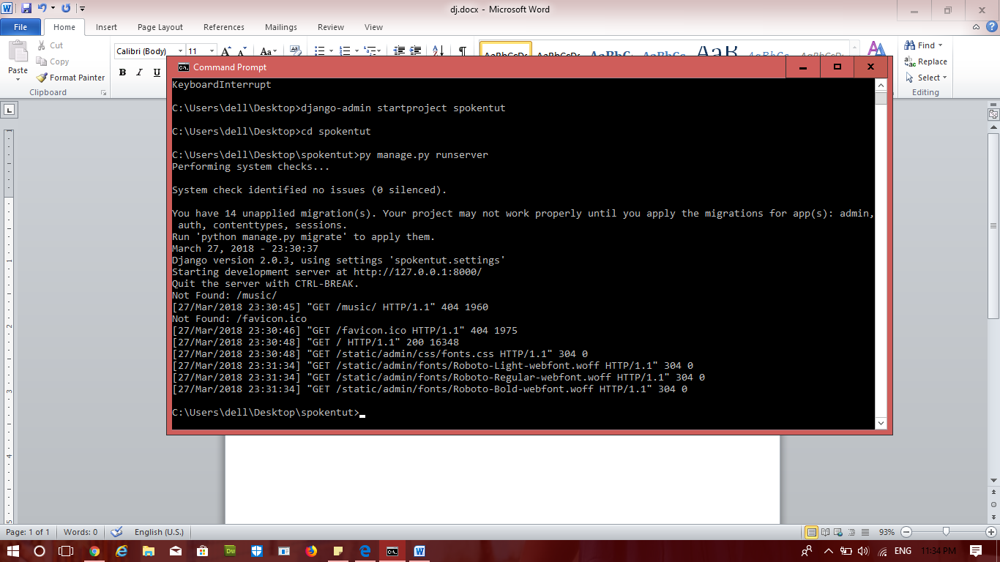 dj.docx - Microsoft Word
File Home Insert Page Layout References Mailings Review View
Paste
Cut
Copy
Format Painter
Clipboard
Calibri (Body) 11
B I U
Find
Replace
Select
Editing
Command Prompt
KeyboardInterrupt
C:\Users\dell\Desktop>django-admin startproject spokentut
C:\Users\dell\Desktop>cd spokentut
C:\Users\dell\Desktop\spokentut>py manage.py runserver
Performing system checks...
System check identified no issues (0 silenced).
You have 14 unapplied migration(s). Your project may not work properly until you apply the migrations for app(s): admin,
auth, contenttypes, sessions.
Run 'python manage.py migrate' to apply them.
March 27, 2018 - 23:30:37
Django version 2.0.3, using settings 'spokentut.settings'
Starting development server at http://127.0.0.1:8000/
Quit the server with CTRL-BREAK.
Not Found: /music/
[27/Mar/2018 23:30:45] "GET /music/ HTTP/1.1" 404 1960
Not Found: /favicon.ico
[27/Mar/2018 23:30:46] "GET /favicon.ico HTTP/1.1" 404 1975
[27/Mar/2018 23:30:48] "GET / HTTP/1.1" 200 16348
[27/Mar/2018 23:30:48] "GET /static/admin/css/fonts.css HTTP/1.1" 304 0
[27/Mar/2018 23:31:34] "GET /static/admin/fonts/Roboto-Light-webfont.woff HTTP/1.1" 304 0
[27/Mar/2018 23:31:34] "GET /static/admin/fonts/Roboto-Regular-webfont.woff HTTP/1.1" 304 0
[27/Mar/2018 23:31:34] "GET /static/admin/fonts/Roboto-Bold-webfont.woff HTTP/1.1" 304 0
C:\Users\dell\Desktop\spokentut>
Page: 1 of 1 Words: 0 English (U.S.) 93%
ENG 11:34 PM